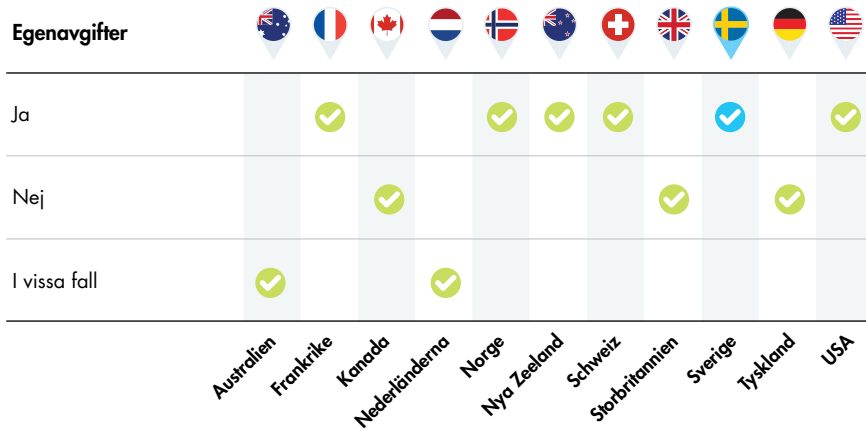 Egenavgifter
Ja
Nej
I vissa fall
Australien
Frankrike
Kanada
Nederländerna
Norge
Nya Zeeland
Schweiz
Storbritannien
Sverige
Tyskland
USA